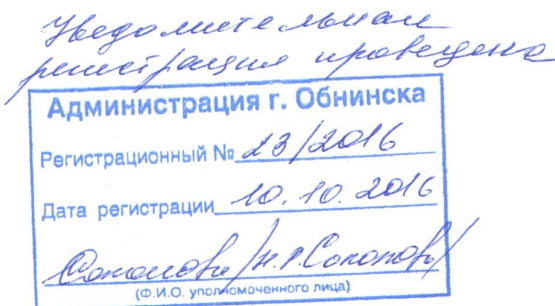 Уведомительная
регистрация проведена
Администрация г. Обнинска
Регистрационный № 23/2016
Дата регистрации 10.10.2016
(Ф.И.О. уполномоченного лица)